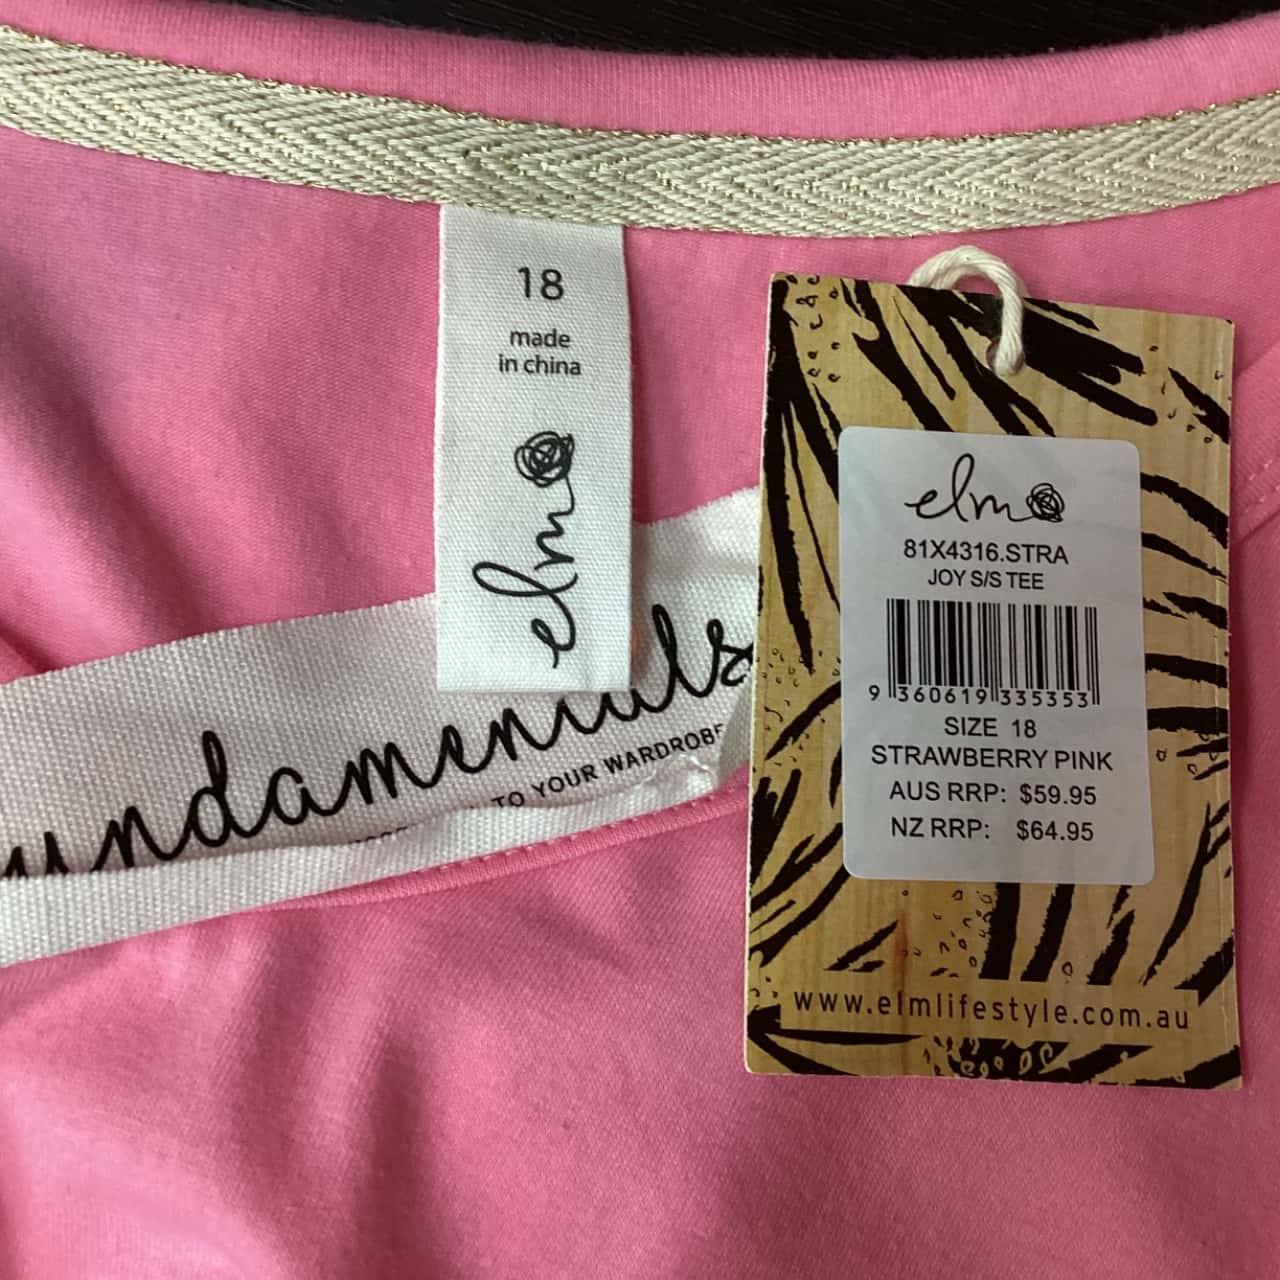 18
made
in china
elm
undamentals
TO YOUR WARDROBE
elm
81X4316.STRA
JOY S/S TEE
9 360619 335353
SIZE 18
STRAWBERRY PINK
AUS RRP: $59.95
NZ RRP: $64.95
www.elmlifestyle.com.au